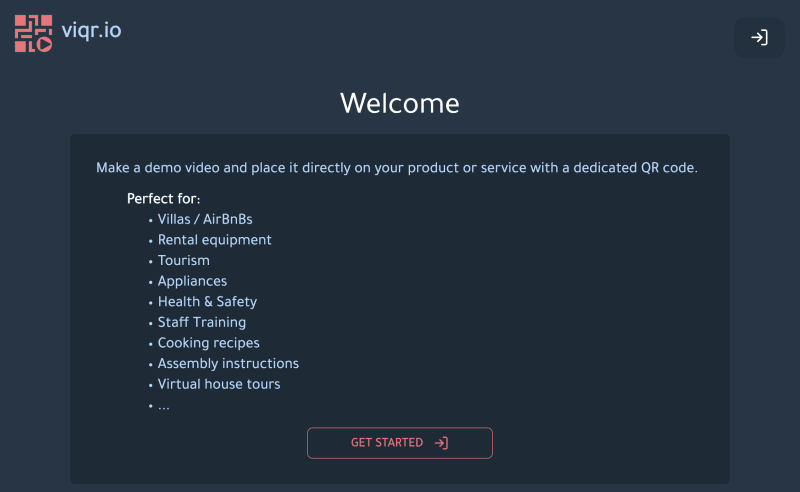 viqr.io
Welcome
Make a demo video and place it directly on your product or service with a dedicated QR code.
Perfect for:
• Villas / AirBnBs
• Rental equipment
• Tourism
• Appliances
• Health & Safety
• Staff Training
• Cooking recipes
• Assembly instructions
• Virtual house tours
• ...
GET STARTED